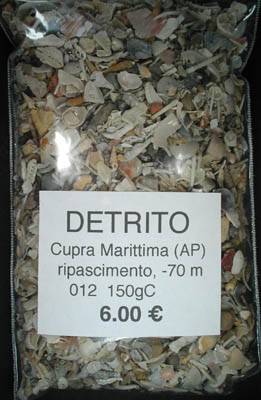 DETRITO
Cupra Marittima (AP)
ripascimento, -70 m
012 150gC
6.00 €